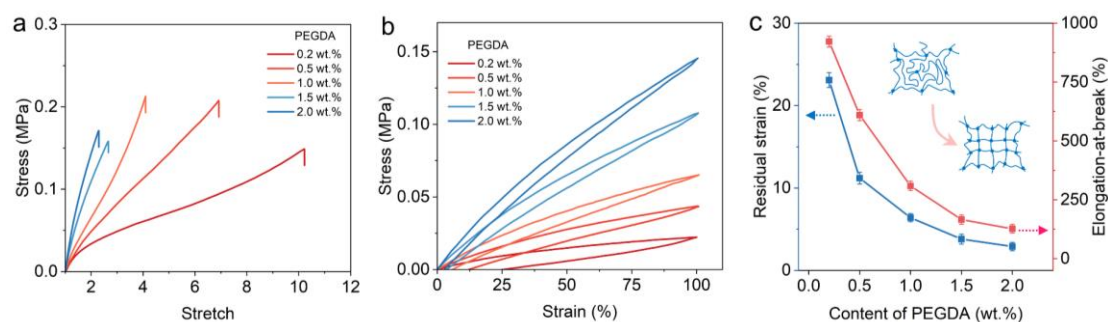 a
0.3
0.2
0.1
0.0
Stress (MPa)
2 4 6 8 10 12
Stretch
PEGDA
0.2 wt.%
0.5 wt.%
1.0 wt.%
1.5 wt.%
2.0 wt.%
b
0.15
0.10
0.05
0.00
Stress (MPa)
0 25 50 75 100
Strain (%)
PEGDA
0.2 wt.%
0.5 wt.%
1.0 wt.%
1.5 wt.%
2.0 wt.%
c
30
20
10
0
Residual strain (%)
0.0 0.5 1.0 1.5 2.0
Content of PEGDA (wt.%)
1000
750
500
250
0
Elongation-at-break (%)